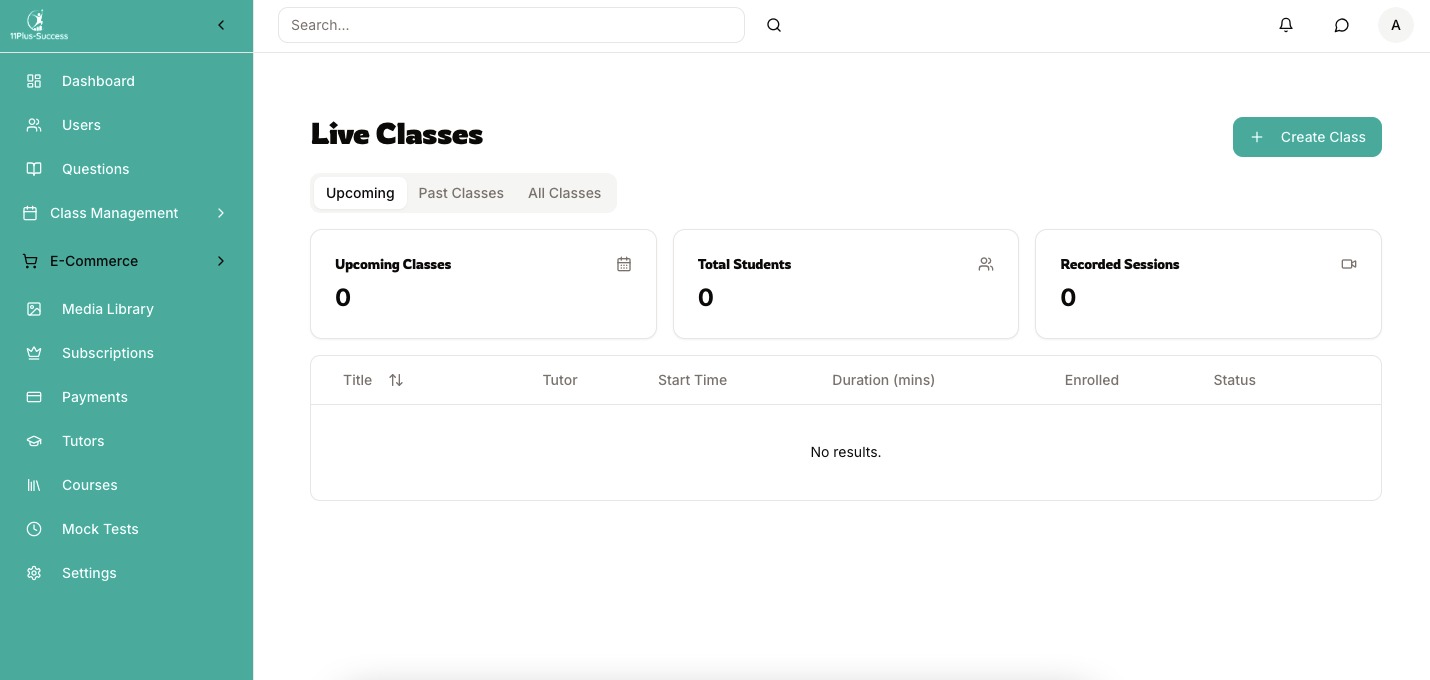 11Plus-Success
Search...
A
Dashboard
Users
Questions
Class Management
E-Commerce
Media Library
Subscriptions
Payments
Tutors
Courses
Mock Tests
Settings
Live Classes
Create Class
Upcoming Past Classes All Classes
Upcoming Classes
0
Total Students
0
Recorded Sessions
0
Title Tutor Start Time Duration (mins) Enrolled Status
No results.